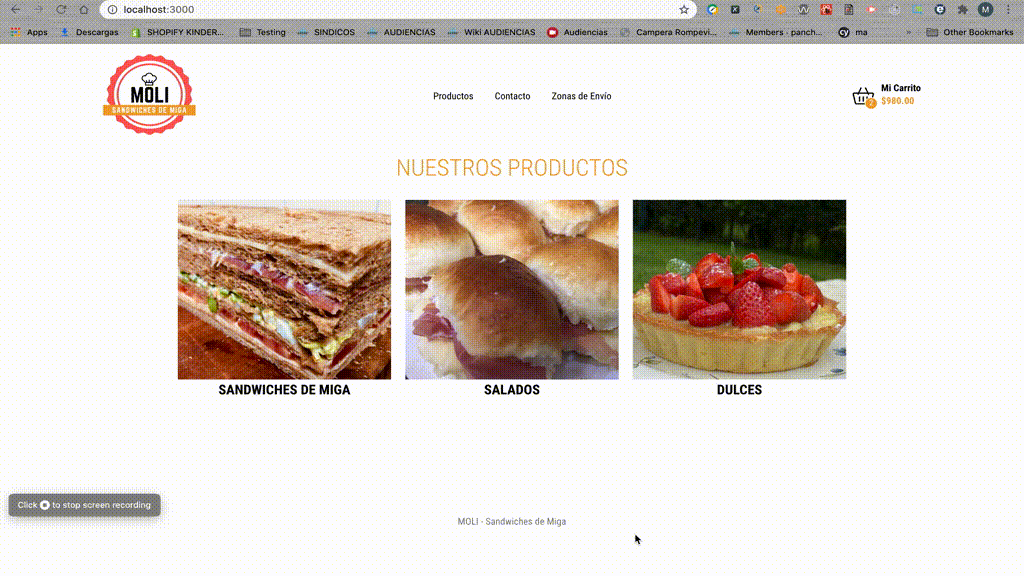 localhost:3000
Apps Descargas SHOPIFY KINDER... Testing SINDICOS AUDIENCIAS Wiki AUDIENCIAS Audiencias Campera Rompevi... Members - panch... ma » Other Bookmarks
MOLI
SANDWICHES DE MIGA
Productos Contacto Zonas de Envío
Mi Carrito
2 $980.00
NUESTROS PRODUCTOS
SANDWICHES DE MIGA SALADOS DULCES
Click to stop screen recording
MOLI - Sandwiches de Miga